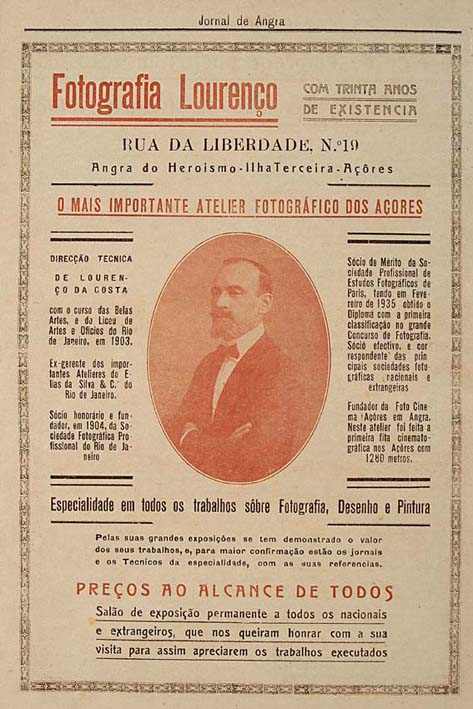 Jornal de Angra
Fotografia Lourenço
COM TRINTA ANOS
DE EXISTENCIA
RUA DA LIBERDADE, N.º 19
Angra do Heroismo-Ilha Terceira-Açôres
O MAIS IMPORTANTE ATELIER FOTOGRÁFICO DOS AÇORES
DIRECÇÃO TECNICA
DE LOUREN-
ÇO DA COSTA
com o curso das Belas
Artes, e do Liceu de
Artes e Oficios do Rio
de Janeiro, em 1903.
Ex-gerente dos impor-
tantes Atelieres de E-
lias da Silva & C.ª do
Rio de Janeiro.
Sócio honorário e fun-
dador, em 1904, da So-
ciedade Fotográfica Pro-
fissional do Rio de Ja-
neiro
Sócio de Mérito da So-
ciedade Profissional de
Estudos Fotográficos de
Paris, tendo em Feve-
reiro de 1935 obtido o
Diploma com a primeira
classificação no grande
Concurso de Fotografia.
Sóció efectivo, e cor-
respondente das prin-
cipais sociedades foto-
gráficas nacionais e
extrangeiras
Fundador da Foto Cine-
ma Açores em Angra.
Neste atelier foi feita a
primeira fita cinemato-
gráfica nos Açores com
1200 metros.
Especialidade em todos os trabalhos sôbre Fotografia, Desenho e Pintura
Pelas suas grandes exposições se tem demonstrado o valor
dos seus trabalhos, e, para maior confirmação estão os jornais
e os Tecnicos da especialidade, com as suas referencias.
PREÇOS AO ALCANCE DE TODOS
Salão de exposição permanente a todos os nacionais
e extrangeiros, que nos queiram honrar com a sua
visita para assim apreciarem os trabalhos executados